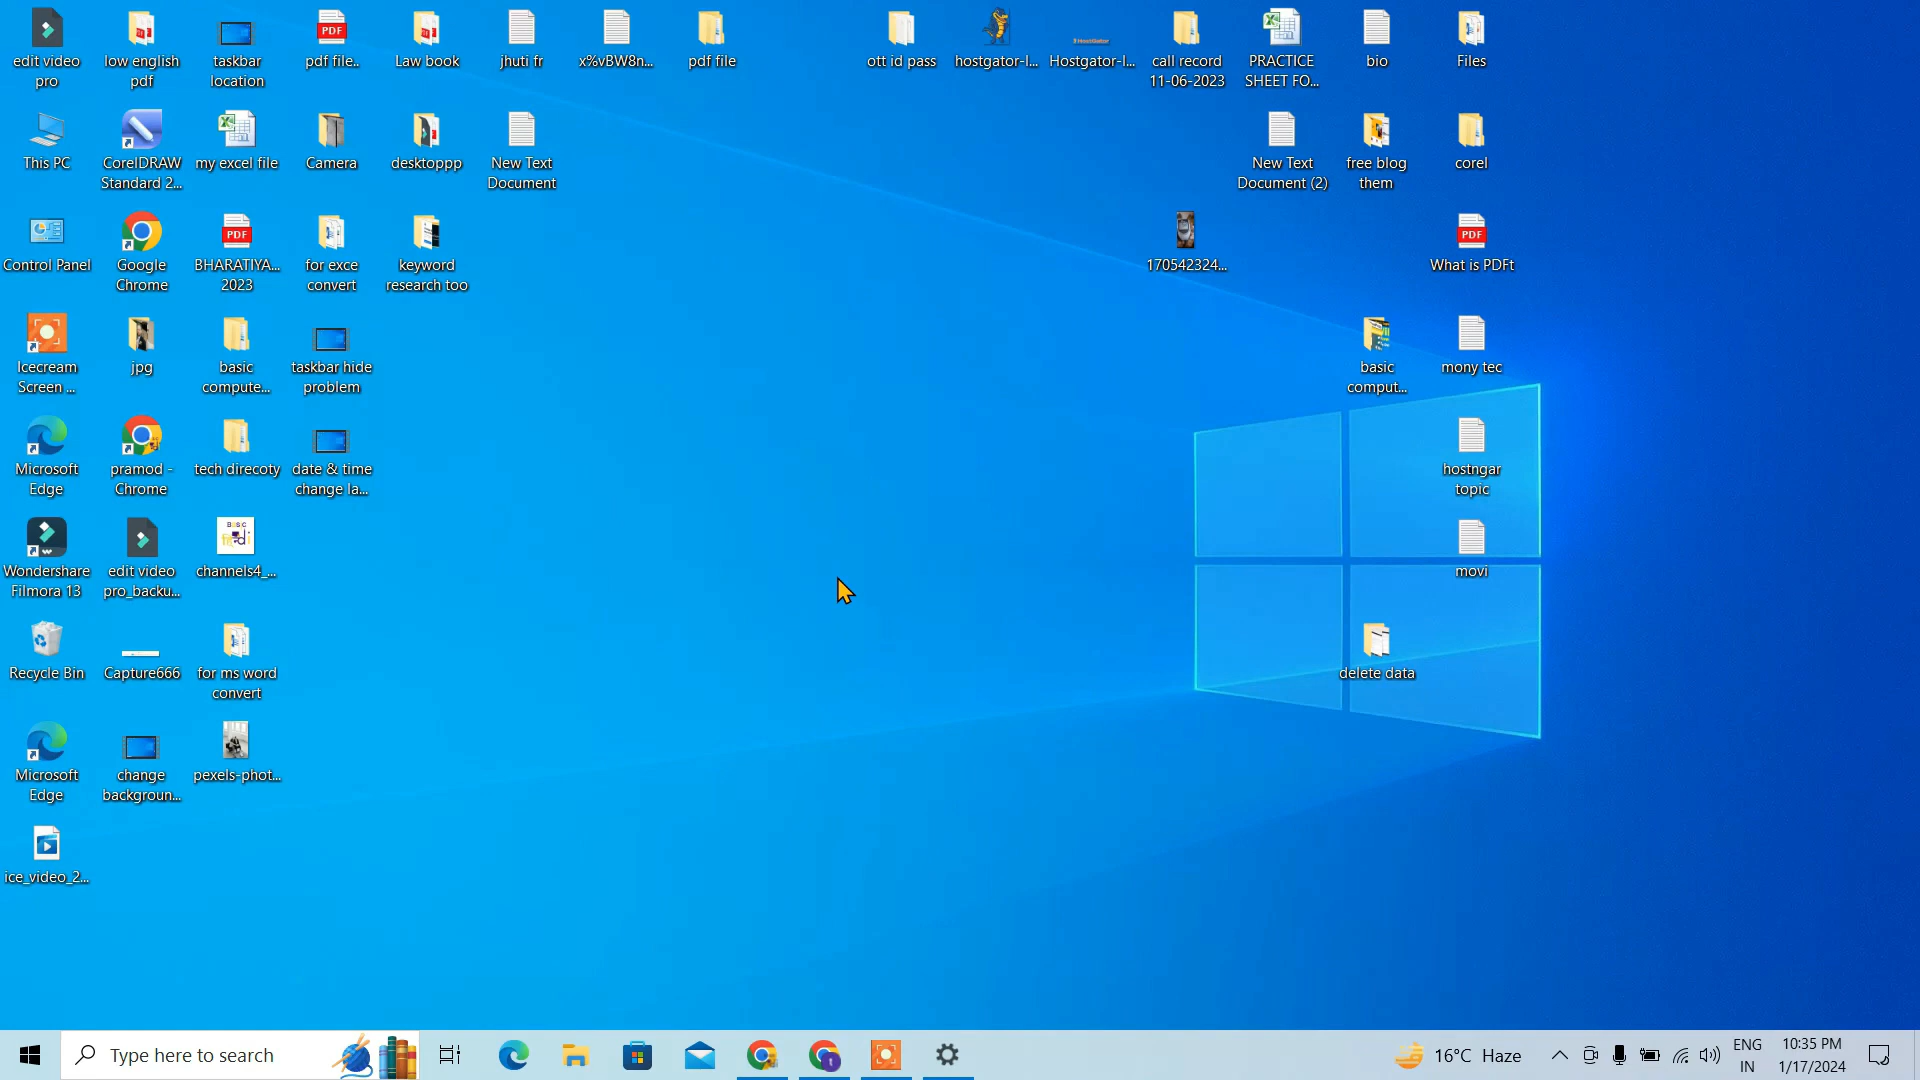 edit video
pro
low english
pdf
taskbar
location
pdf file..
Law book
jhuti fr
x%vBW8n...
pdf file
ott id pass
hostgator-l...
Hostgator-l...
call record
11-06-2023
PRACTICE
SHEET FO...
bio
Files
This PC
CorelDRAW
Standard 2...
my excel file
Camera
desktoppp
New Text
Document
New Text
Document (2)
free blog
them
corel
Control Panel
Google
Chrome
PDF
BHARATIYA...
2023
for exce
convert
keyword
research too
170542324...
PDF
What is PDFt
Icecream
Screen ...
jpg
basic
compute...
taskbar hide
problem
basic
comput...
mony tec
Microsoft
Edge
pramod -
Chrome
tech direcoty
date & time
change la...
hostngar
topic
Wondershare
Filmora 13
edit video
pro_backu...
channels4_...
movi
Recycle Bin
Capture666
for ms word
convert
delete data
Microsoft
Edge
change
backgroun...
pexels-phot...
ice_video_2...
Type here to search
16°C Haze
ENG
IN
10:35 PM
1/17/2024